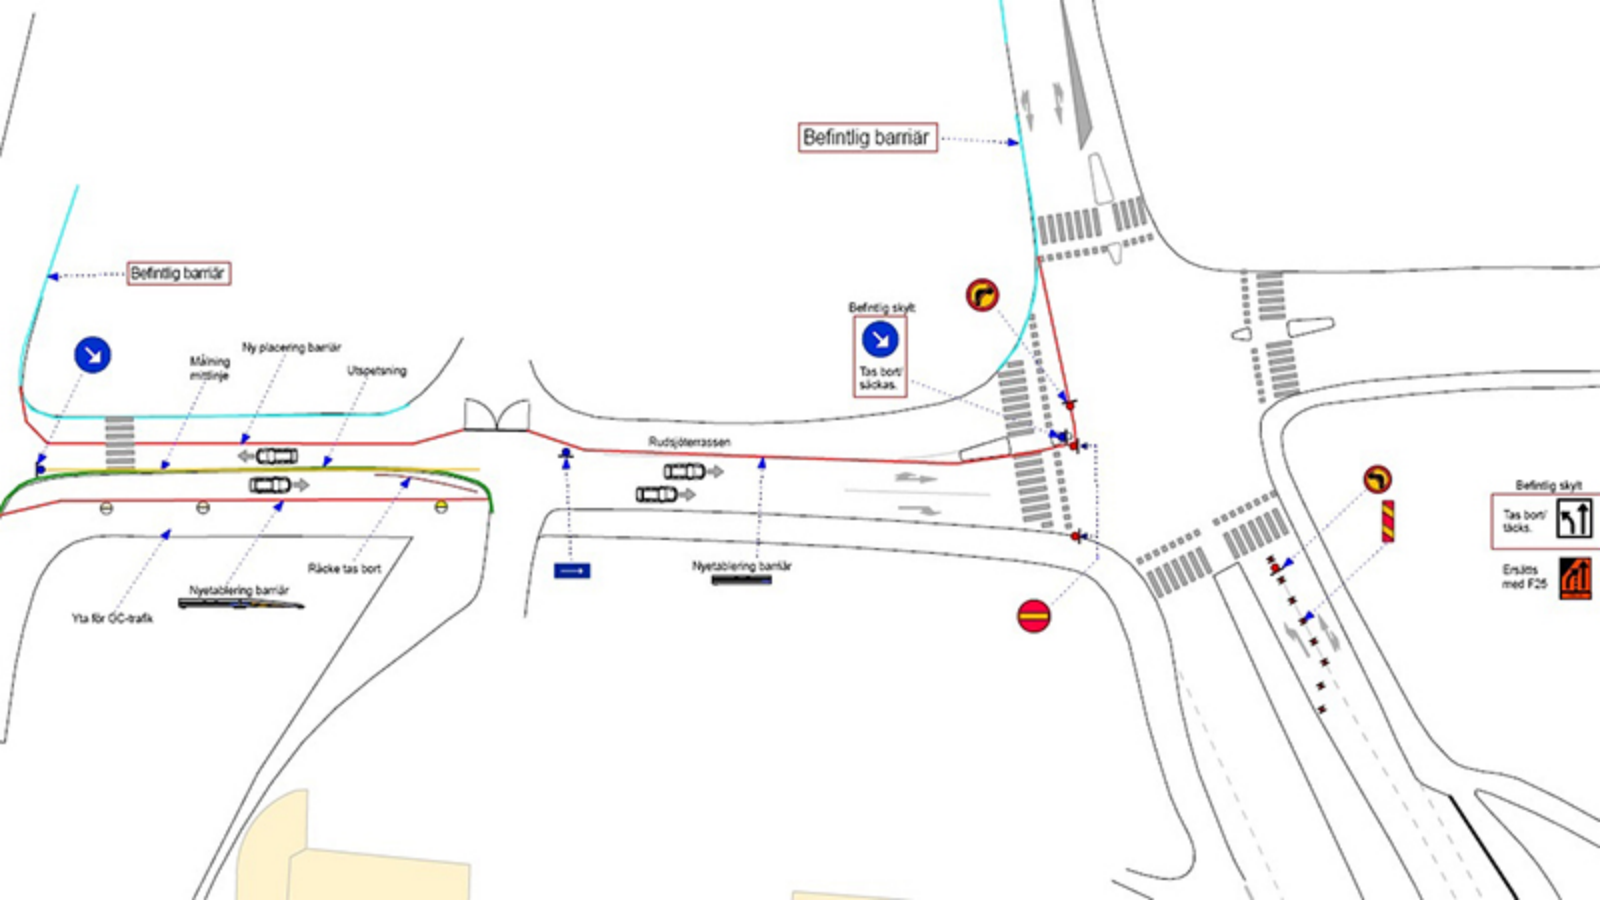 Befintlig barriär
Befintlig barriär
Befintlig skylt
Tas bort/
säckas.
Ny placering barriär
Målning
mittlinje
Utspetsning
Rudsjöterrassen
Befintlig skylt
Tas bort/
täcks.
Ersätts
med F25
Räcke tas bort
Nyetablering barriär
Nyetablering barriär
Yta för GC-trafik